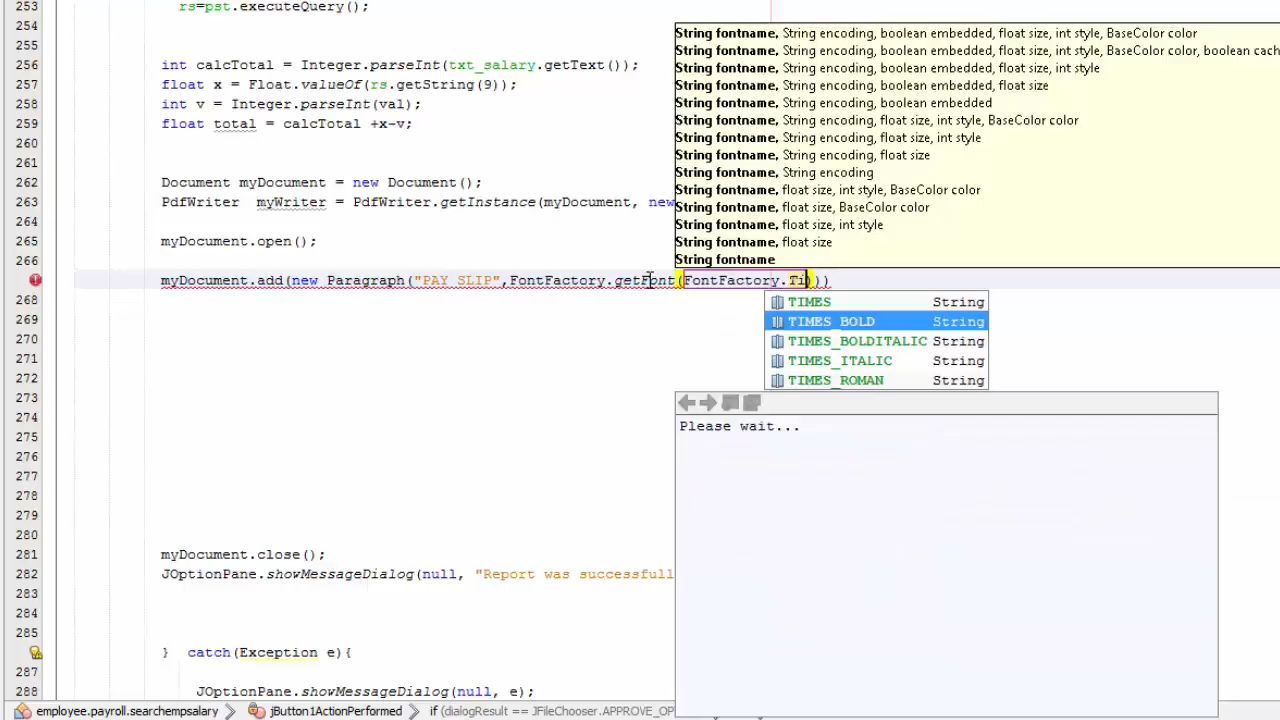 253 rs=pst.executeQuery();
254
255
256 int calcTotal = Integer.parseInt(txt_salary.getText());
257 float x = Float.valueOf(rs.getString(9));
258 int v = Integer.parseInt(val);
259 float total = calcTotal +x-v;
260
261
262 Document myDocument = new Document();
263 PdfWriter myWriter = PdfWriter.getInstance(myDocument, new
264
265 myDocument.open();
266
myDocument.add(new Paragraph("PAY SLIP",FontFactory.getFont(FontFactory.Ti)))
String fontname, String encoding, boolean embedded, float size, int style, BaseColor color
String fontname, String encoding, boolean embedded, float size, int style, BaseColor color, boolean cach
String fontname, String encoding, boolean embedded, float size, int style
String fontname, String encoding, boolean embedded, float size
String fontname, String encoding, boolean embedded
String fontname, String encoding, float size, int style, BaseColor color
String fontname, String encoding, float size, int style
String fontname, String encoding, float size
String fontname, String encoding
String fontname, float size, int style, BaseColor color
String fontname, float size, BaseColor color
String fontname, float size, int style
String fontname, float size
String fontname
TIMES String
TIMES_BOLD String
TIMES_BOLDITALIC String
TIMES_ITALIC String
TIMES_ROMAN String
Please wait...
268
269
270
271
272
273
274
275
276
277
278
279
280
281 myDocument.close();
282 JOptionPane.showMessageDialog(null, "Report was successfull
283
284
285
} catch(Exception e){
287
288 JOptionPane.showMessageDialog(null, e);
employee.payroll.searchempsalary
jButton1ActionPerformed
if (dialogResult == JFileChooser.APPROVE_OP